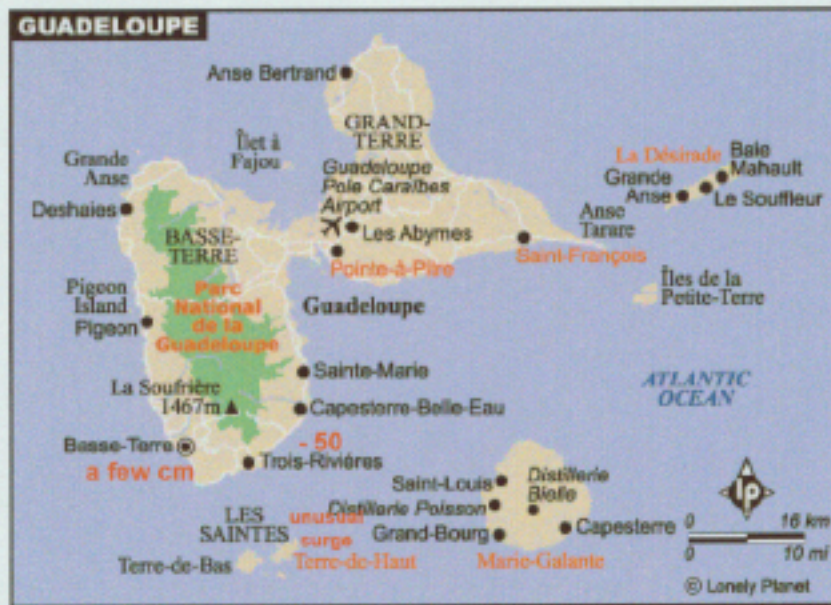 GUADELOUPE
Anse Bertrand
GRAND-
TERRE
Îlet à
Fajou
Grande
Anse
Guadeloupe
Pole Caraïbes
Airport
La Désirade
Baie
Mahault
Grande
Anse
Le Souffleur
Deshaies
Les Abymes
Anse
Tarare
BASSE-
TERRE
Pointe-à-Pitre
Saint-François
Îles de la
Petite-Terre
Pigeon
Island
Pigeon
Parc
National
de la
Guadeloupe
Guadeloupe
Sainte-Marie
ATLANTIC
OCEAN
La Soufrière
1467m
Capesterre-Belle-Eau
Basse-Terre
- 50
a few cm
Trois-Rivières
Saint-Louis
Distillerie
Bielle
Distillerie Poisson
lp
LES
SAINTES
unusual
surge
Grand-Bourg
Capesterre
0 16 km
0 10 mi
Terre-de-Bas
Terre-de-Haut
Marie-Galante
© Lonely Planet